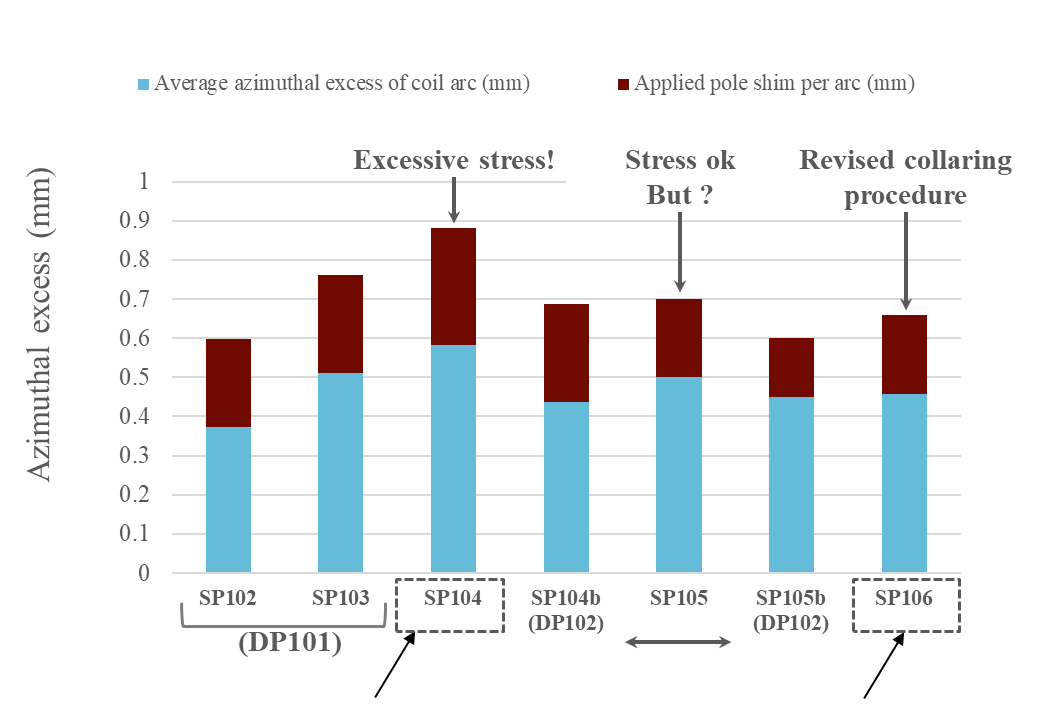 Average azimuthal excess of coil arc (mm)
Applied pole shim per arc (mm)
Excessive stress!
Stress ok
But ?
Revised collaring
procedure
Azimuthal excess (mm)
1
0.9
0.8
0.7
0.6
0.5
0.4
0.3
0.2
0.1
0
SP102
SP103
SP104
SP104b
(DP102)
SP105
SP105b
(DP102)
SP106
(DP101)